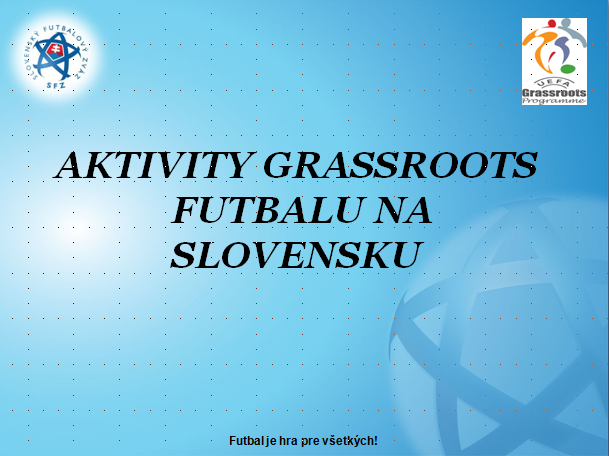 SLOVENSKÝ FUTBALOVÝ ZVÄZ
SFZ
UEFA
Grassroots
Programme
AKTIVITY GRASSROOTS
FUTBALU NA
SLOVENSKU
Futbal je hra pre všetkých!